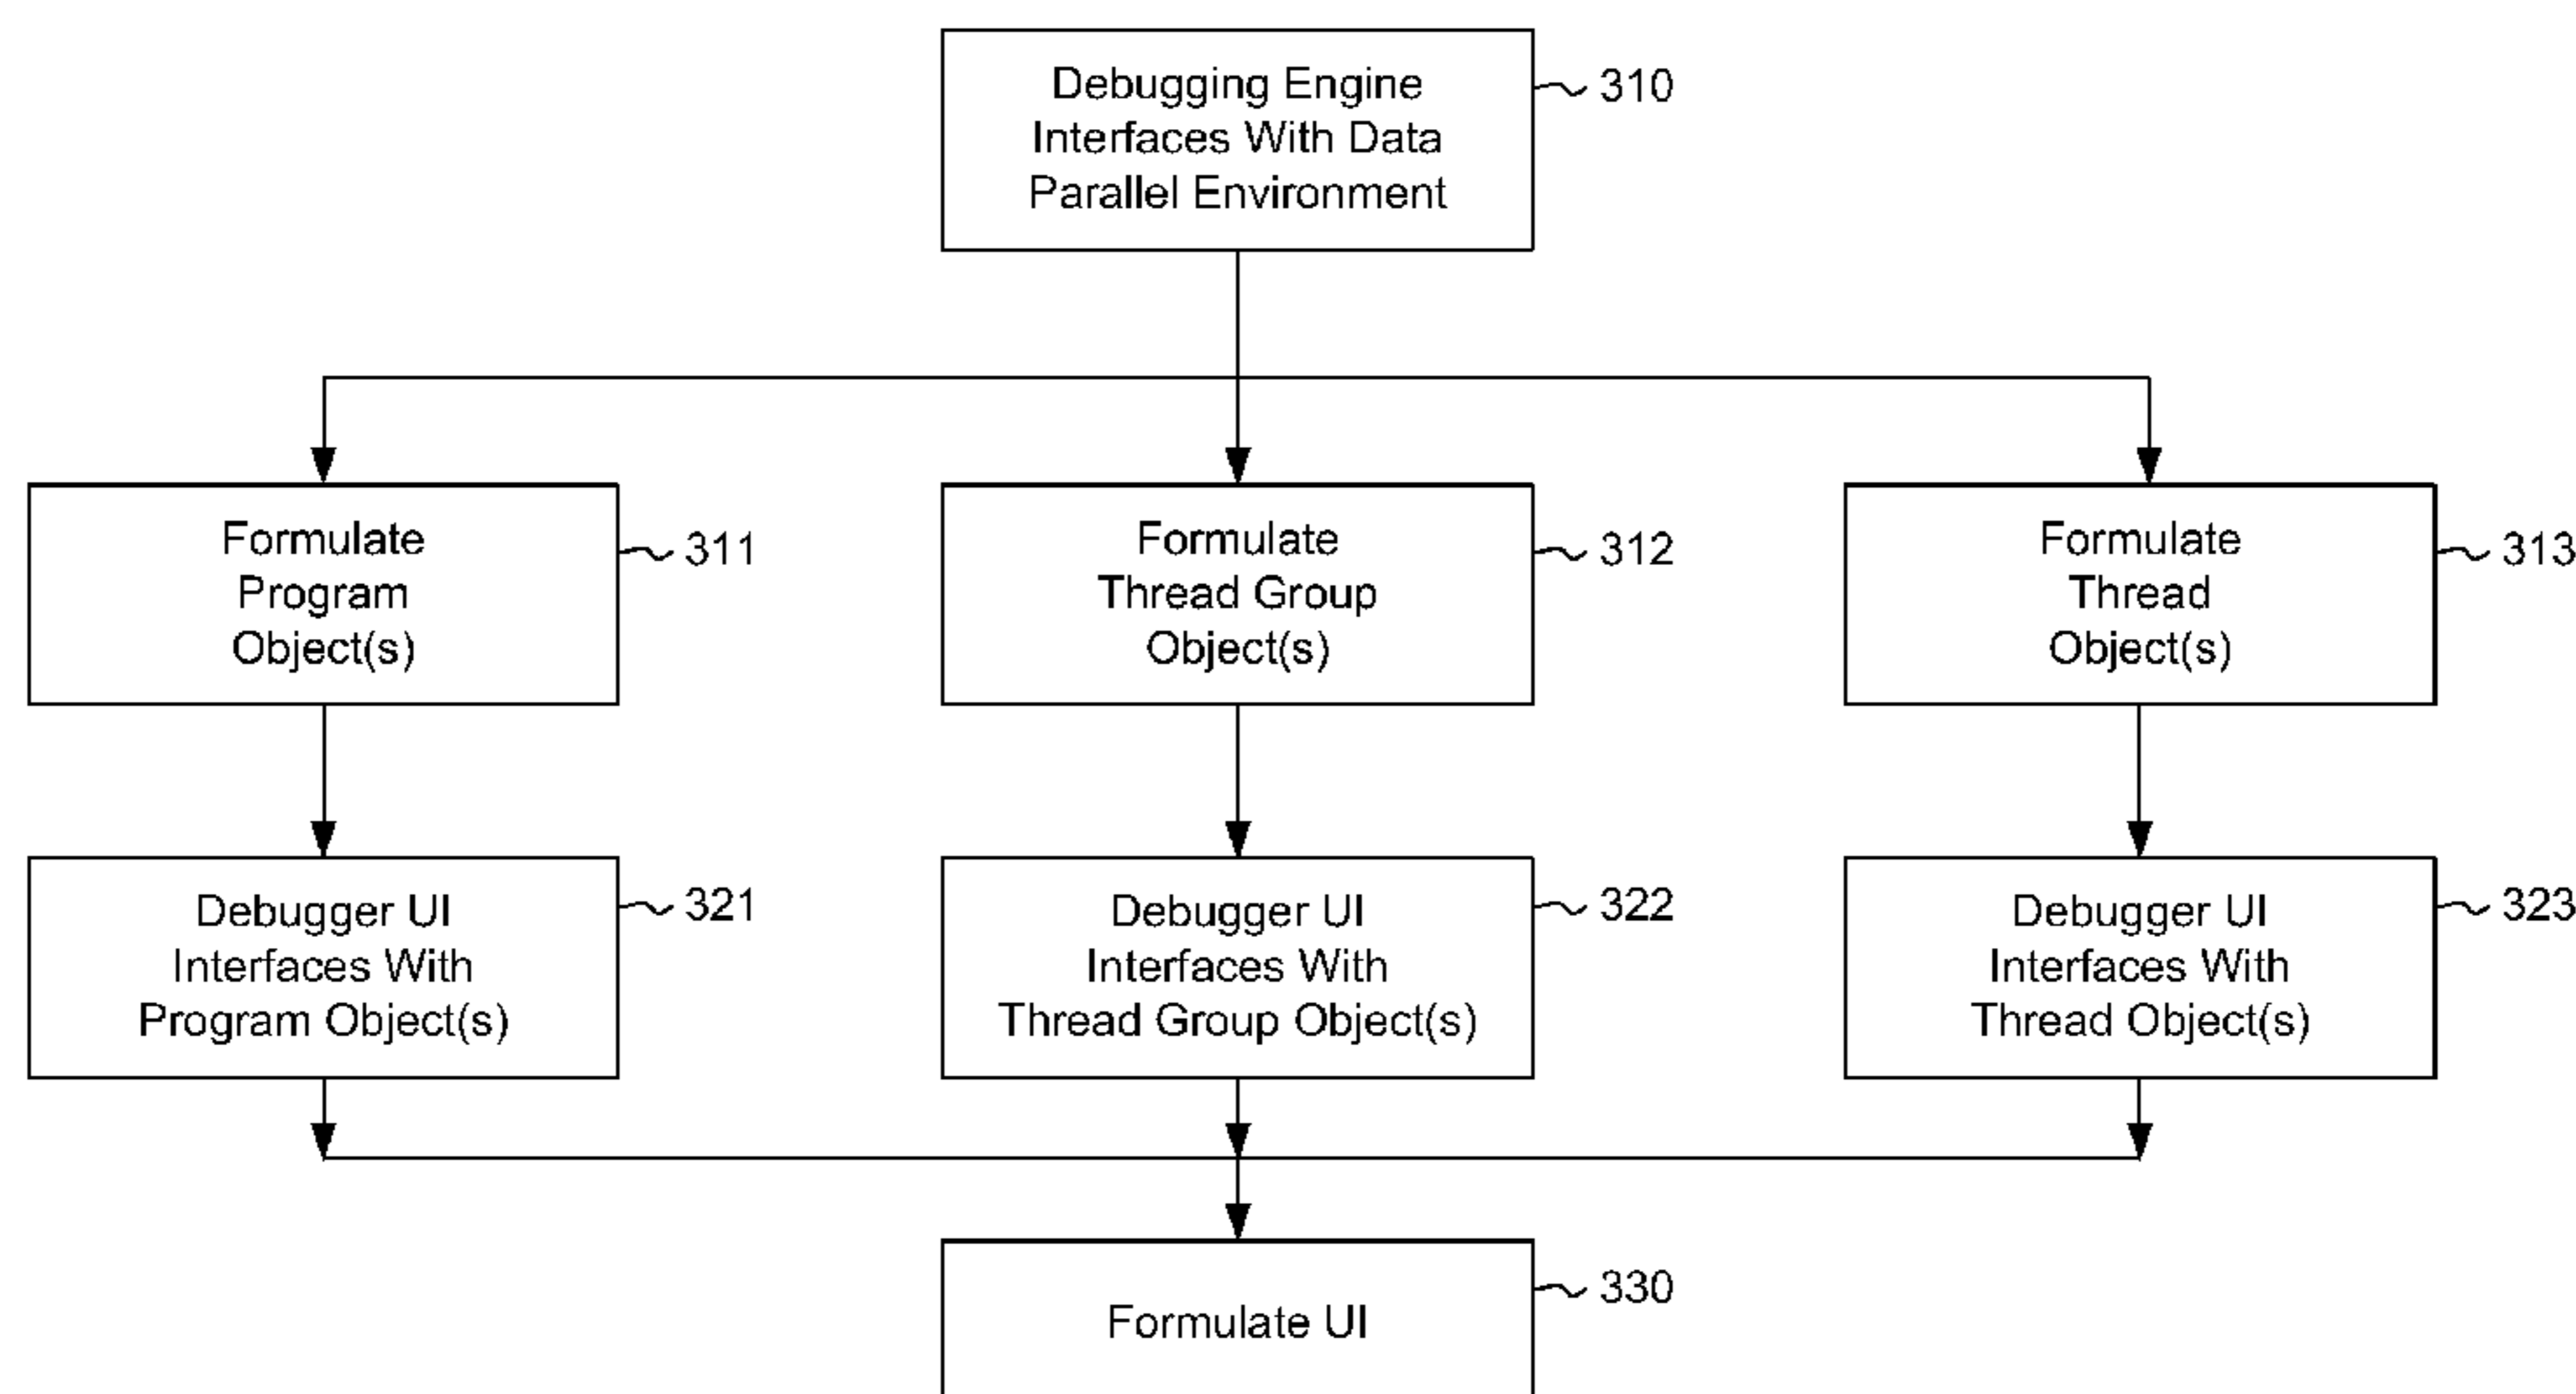 Debugging Engine
Interfaces With Data
Parallel Environment
310
Formulate
Program
Object(s)
311
Formulate
Thread Group
Object(s)
312
Formulate
Thread
Object(s)
313
Debugger UI
Interfaces With
Program Object(s)
321
Debugger UI
Interfaces With
Thread Group Object(s)
322
Debugger UI
Interfaces With
Thread Object(s)
323
Formulate UI
330